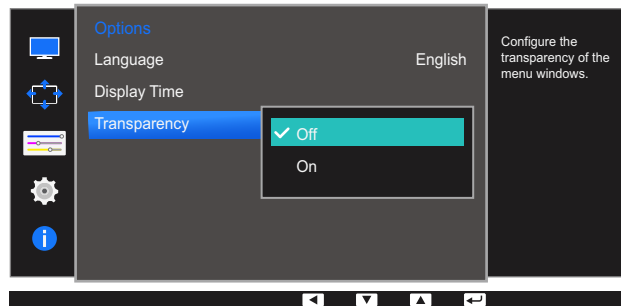 Options
Language English
Display Time
Transparency
Off
On
Configure the
transparency of the
menu windows.